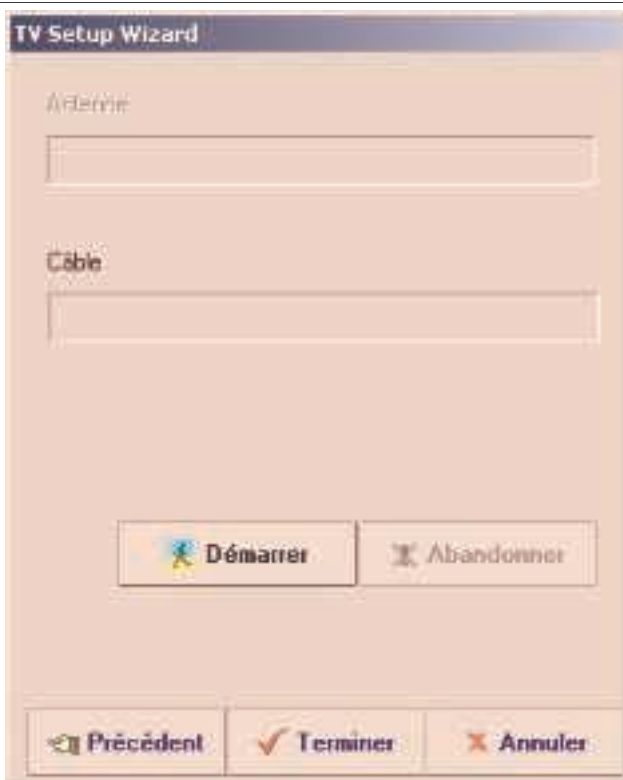 TV Setup Wizard
Antenne
Câble
Démarrer Abandonner
Précédent Terminer Annuler